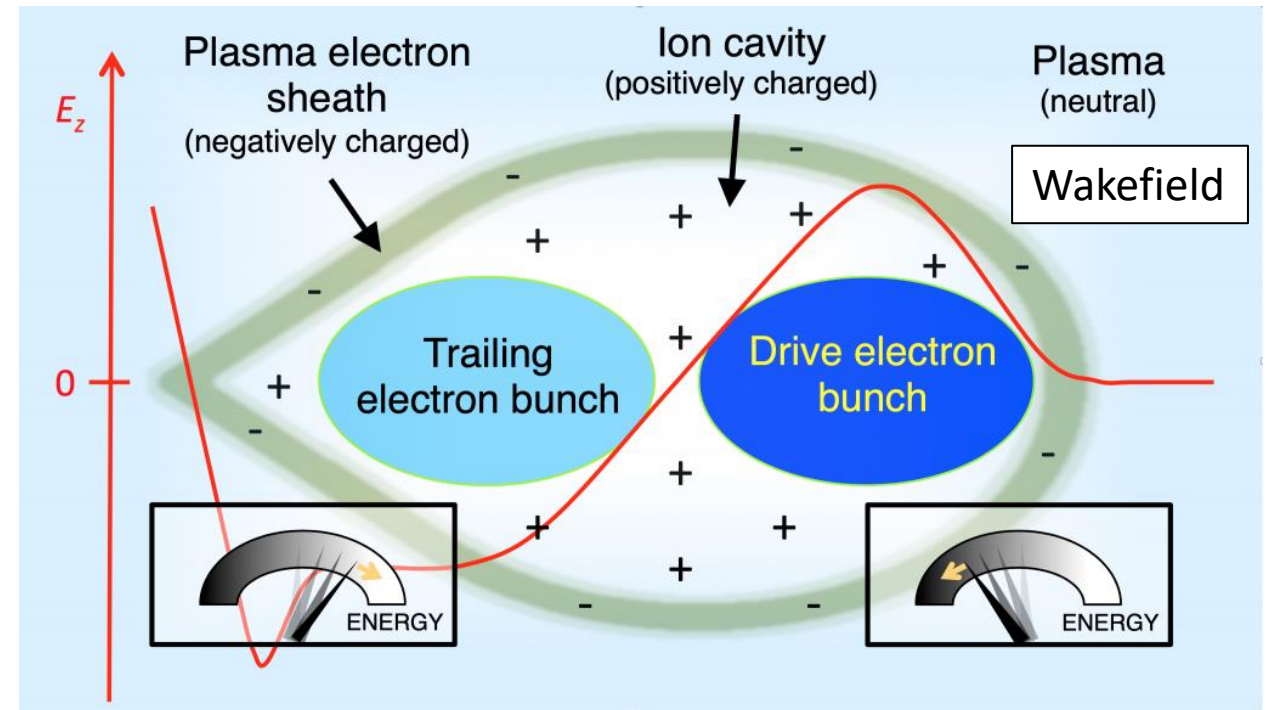 Plasma electron
sheath
(negatively charged)
Ion cavity
(positively charged)
Plasma
(neutral)
Wakefield
E_z
0
Trailing
electron bunch
Drive electron
bunch
ENERGY
ENERGY